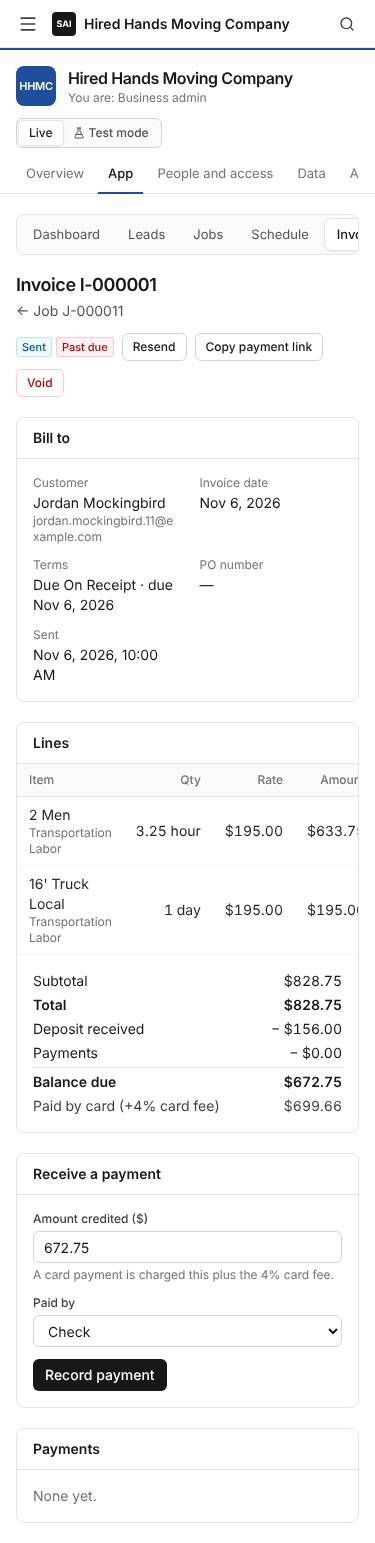 SAI Hired Hands Moving Company
HHMC
Hired Hands Moving Company
You are: Business admin
Live Test mode
Overview App People and access Data A
Dashboard Leads Jobs Schedule Invo
Invoice I-000001
← Job J-000011
Sent Past due Resend Copy payment link
Void
Bill to
Customer Invoice date
Jordan Mockingbird Nov 6, 2026
jordan.mockingbird.11@e
xample.com
Terms PO number
Due On Receipt · due —
Nov 6, 2026
Sent
Nov 6, 2026, 10:00
AM
Lines
Item Qty Rate Amoun
2 Men 3.25 hour $195.00 $633.75
Transportation
Labor
16' Truck
Local 1 day $195.00 $195.00
Transportation
Labor
Subtotal $828.75
Total $828.75
Deposit received − $156.00
Payments − $0.00
Balance due $672.75
Paid by card (+4% card fee) $699.66
Receive a payment
Amount credited ($)
672.75
A card payment is charged this plus the 4% card fee.
Paid by
Check
Record payment
Payments
None yet.